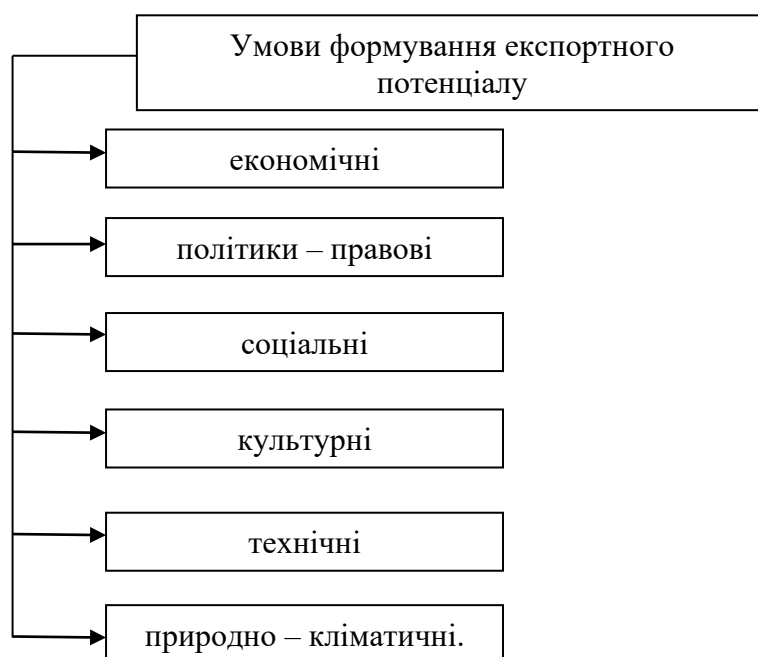 Умови формування експортного
потенціалу
економічні
політики – правові
соціальні
культурні
технічні
природно – кліматичні.